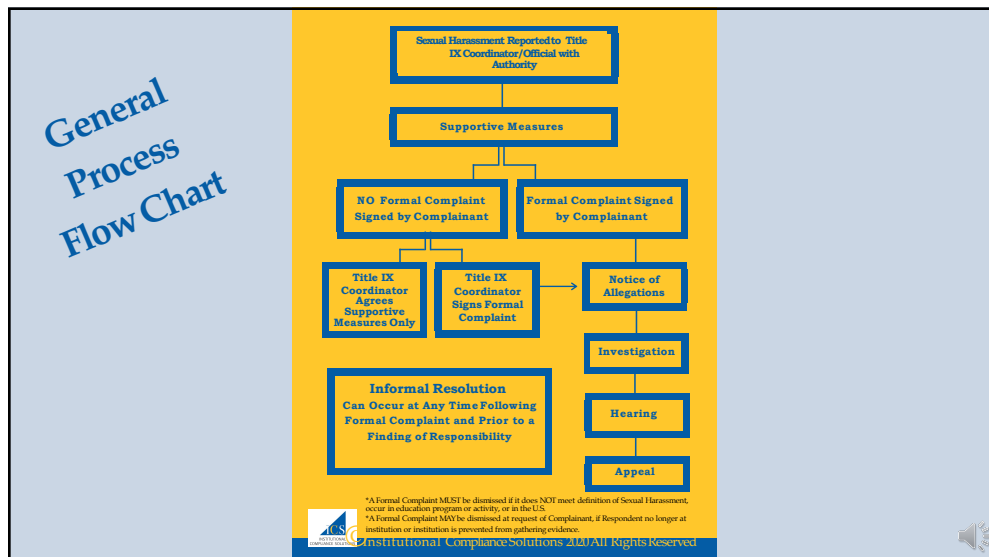 General
Process
Flow Chart
Sexual Harassment Reported to Title
IX Coordinator/Official with
Authority
Supportive Measures
NO Formal Complaint
Signed by Complainant
Formal Complaint Signed
by Complainant
Title IX
Coordinator
Agrees
Supportive
Measures Only
Title IX
Coordinator
Signs Formal
Complaint
Notice of
Allegations
Investigation
Hearing
Appeal
Informal Resolution
Can Occur at Any Time Following
Formal Complaint and Prior to a
Finding of Responsibility
*A Formal Complaint MUST be dismissed if it does NOT meet definition of Sexual Harassment,
occur in education program or activity, or in the U.S.
*A Formal Complaint MAY be dismissed at request of Complainant, if Respondent no longer at
institution or institution is prevented from gathering evidence.
ICS
INSTITUTIONAL
COMPLIANCE SOLUTIONS
©Institutional Compliance Solutions 2020 All Rights Reserved